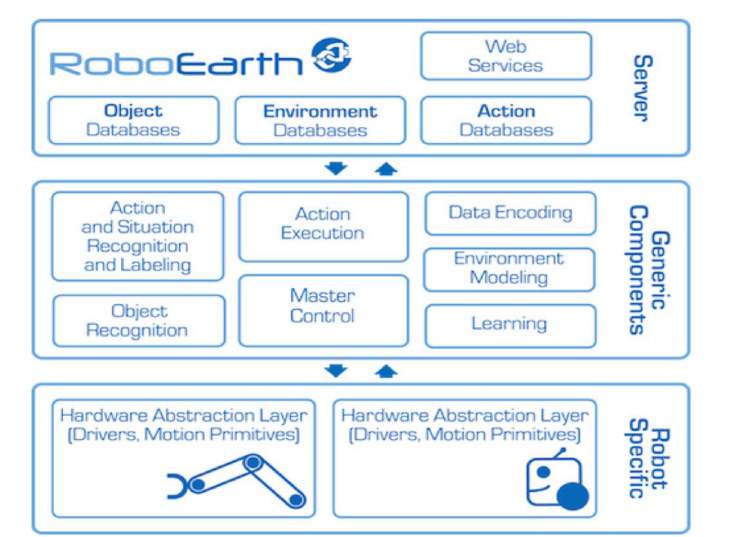 RoboEarth
Web
Services
Object
Databases
Environment
Databases
Action
Databases
Server
Action
and Situation
Recognition
and Labeling
Object
Recognition
Action
Execution
Master
Control
Data Encoding
Environment
Modeling
Learning
Generic
Components
Hardware Abstraction Layer
(Drivers, Motion Primitives)
Hardware Abstraction Layer
(Drivers, Motion Primitives)
Robot
Specific